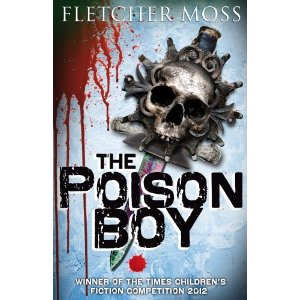 FLETCHER MOSS
THE
POISON
BOY
WINNER OF THE TIMES CHILDREN'S
FICTION COMPETITION 2012